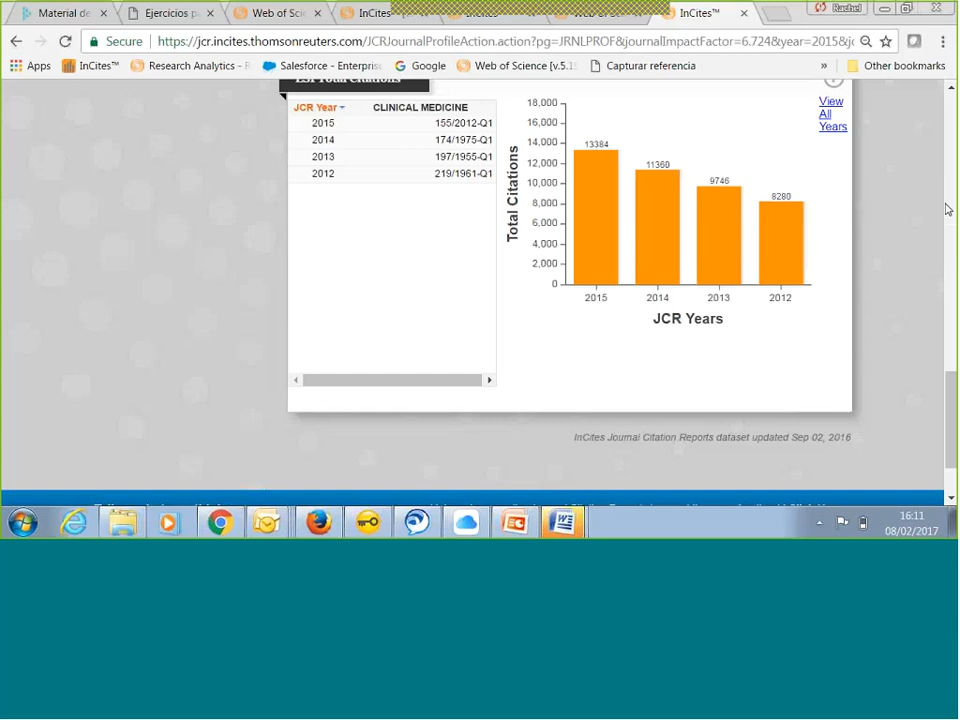 Material de
Ejercicios p
Web of Scie
InCites
InCites™
Rachel
Secure
https://jcr.incites.thomsonreuters.com/JCRJournalProfileAction.action?pg=JRNLPROF&journalImpactFactor=6.724&year=2015&j
Apps
InCites™
Research Analytics - R
Salesforce - Enterprise
Google
Web of Science [v.5.1
Capturar referencia
»
Other bookmarks
ESI Total Citations
JCR Year CLINICAL MEDICINE
2015 155/2012-Q1
2014 174/1975-Q1
2013 197/1955-Q1
2012 219/1961-Q1
Total Citations
18,000
16,000
14,000
12,000
10,000
8,000
6,000
4,000
2,000
0
13384
11360
9746
8280
2015 2014 2013 2012
JCR Years
View
All
Years
InCites Journal Citation Reports dataset updated Sep 02, 2016
16:11
08/02/2017